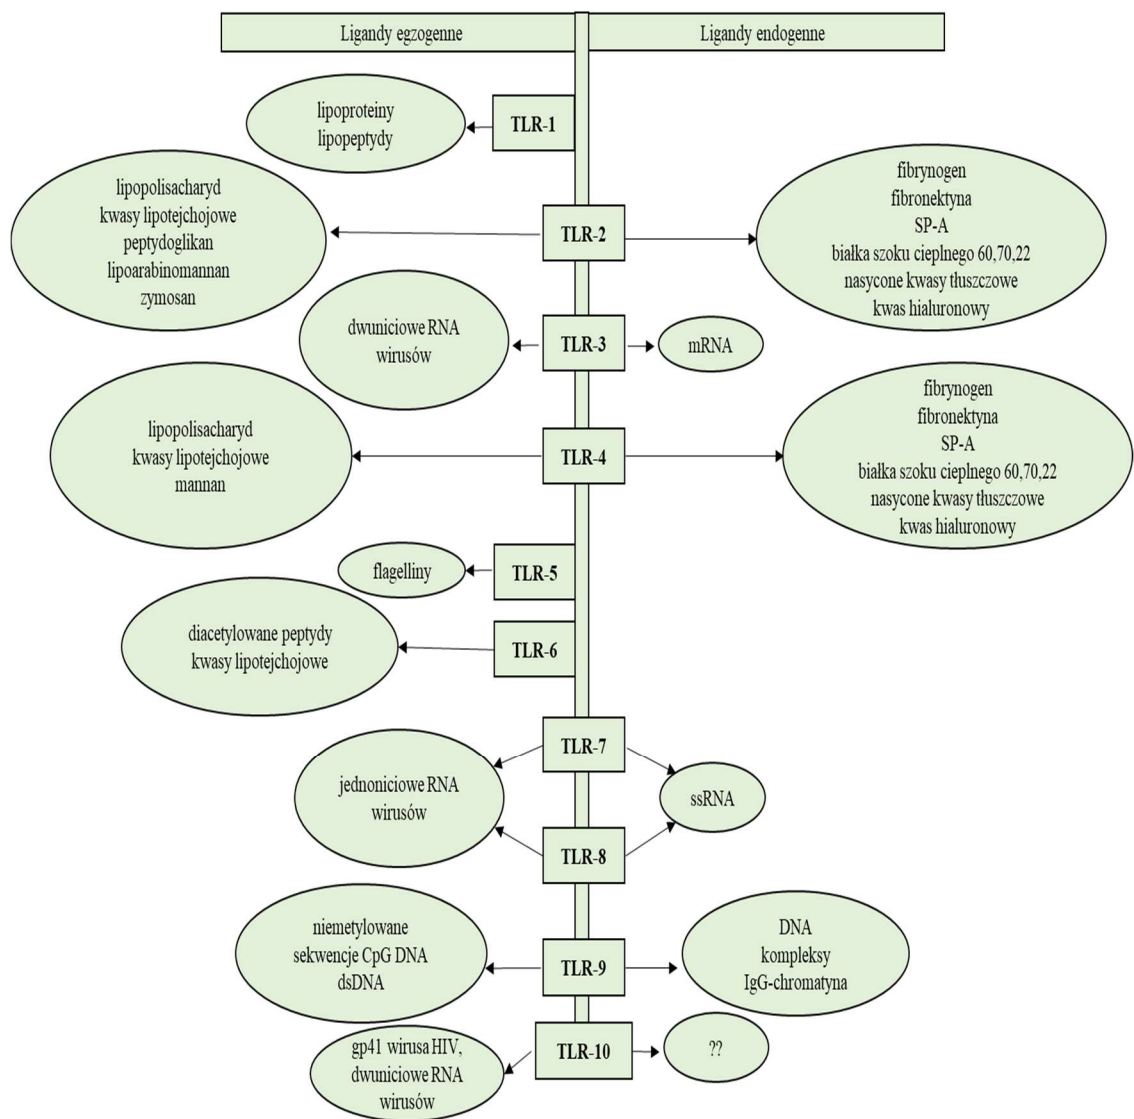 Ligandy egzogenne
Ligandy endogenne
lipoproteiny
lipopeptydy
TLR-1
lipopolisacharyd
kwasy lipotejchojowe
peptydoglikan
lipoarabinomannan
zymosan
TLR-2
fibrynogen
fibronektyna
SP-A
białka szoku cieplnego 60,70,22
nasycone kwasy tłuszczowe
kwas hialuronowy
dwuniciowe RNA
wirusów
TLR-3
mRNA
lipopolisacharyd
kwasy lipotejchojowe
mannan
TLR-4
fibrynogen
fibronektyna
SP-A
białka szoku cieplnego 60,70,22
nasycone kwasy tłuszczowe
kwas hialuronowy
flagelliny
TLR-5
diacetylowane peptydy
kwasy lipotejchojowe
TLR-6
TLR-7
jednoniciowe RNA
wirusów
ssRNA
TLR-8
niemetylowane
sekwencje CpG DNA
dsDNA
TLR-9
DNA
kompleksy
IgG-chromatyna
gp41 wirusa HIV,
dwuniciowe RNA
wirusów
TLR-10
??